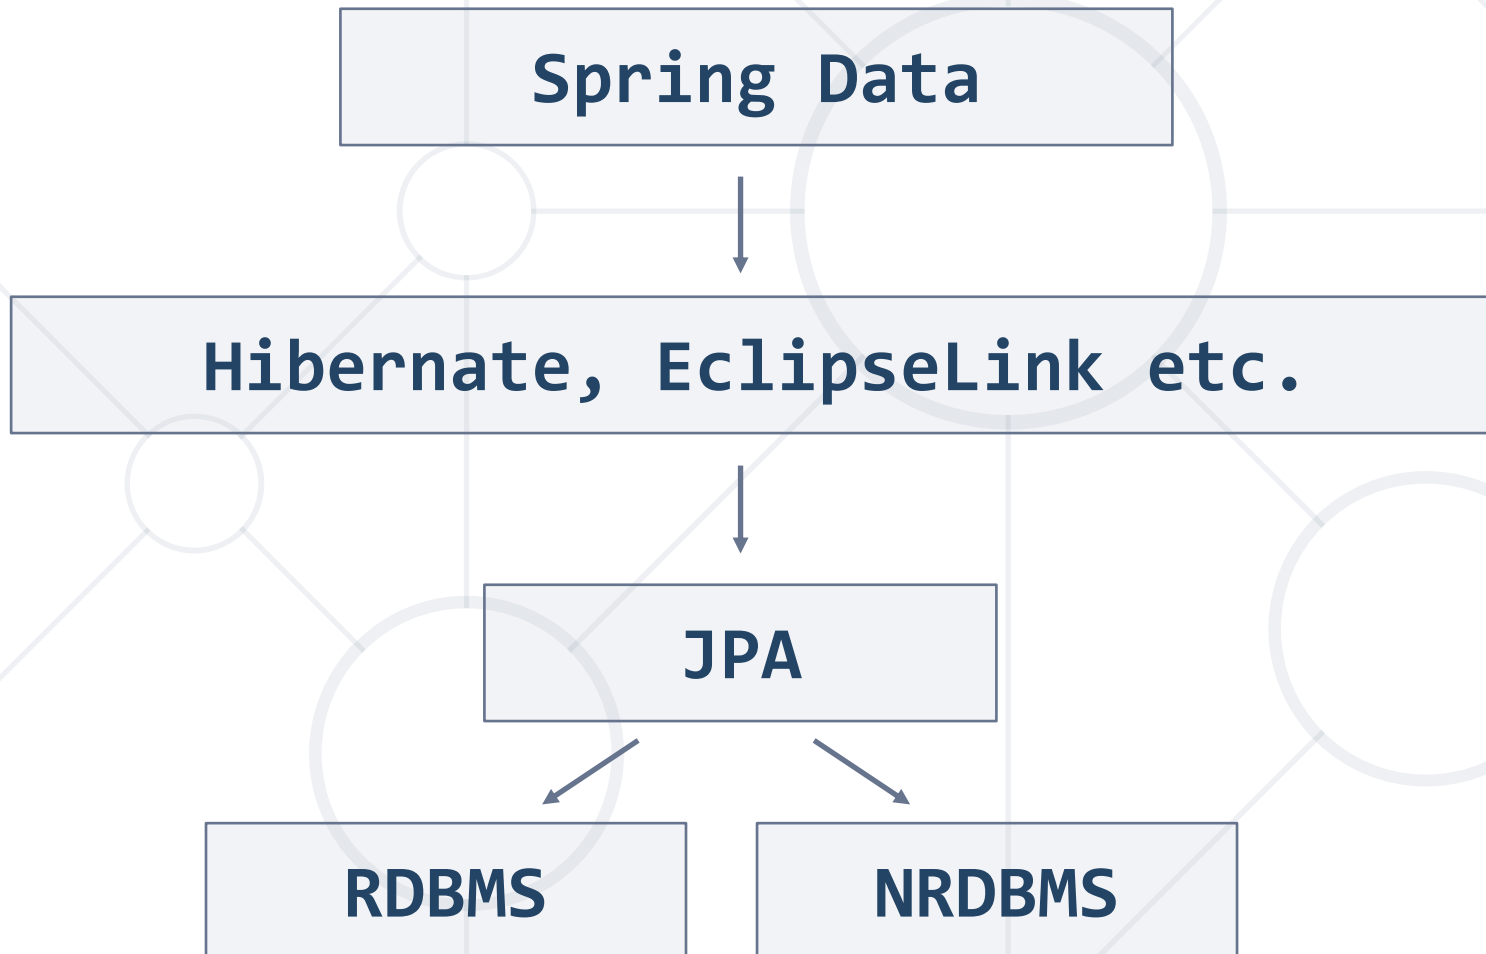 Spring Data
Hibernate, EclipseLink etc.
JPA
RDBMS
NRDBMS